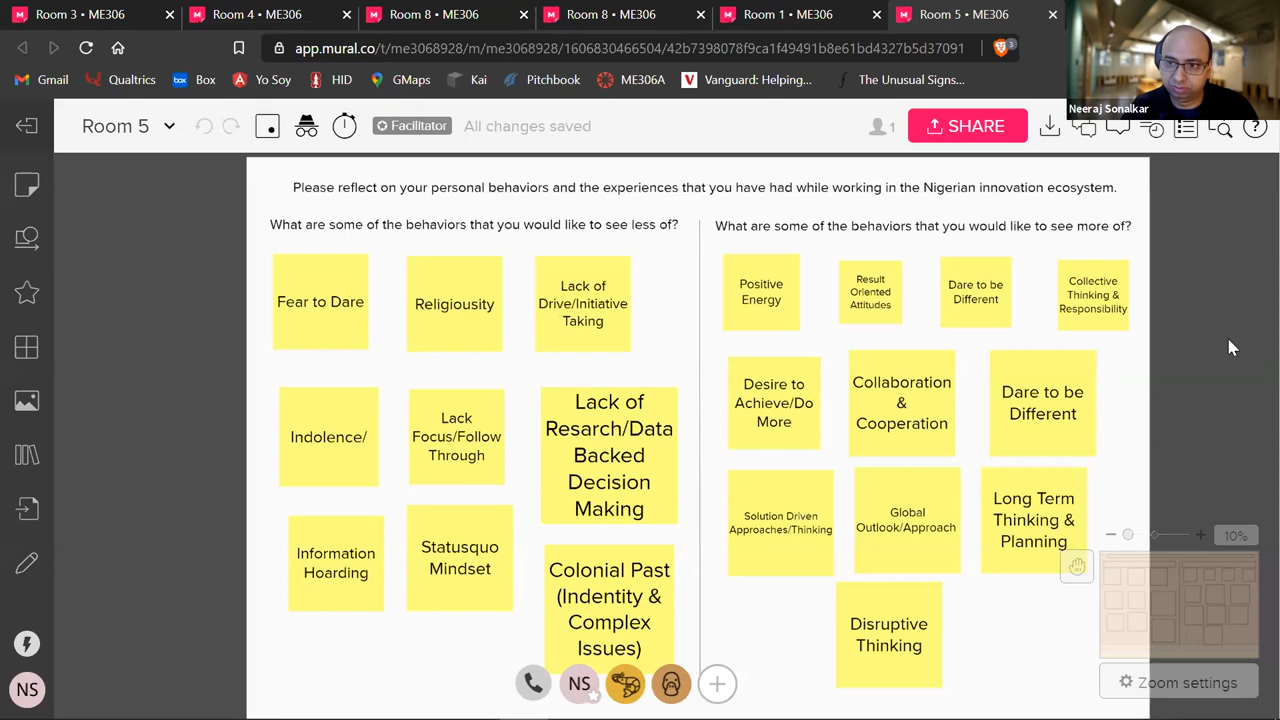 Room 3 • ME306
Room 4 • ME306
Room 8 • ME306
Room 8 • ME306
Room 1 • ME306
Room 5 • ME306
app.mural.co/t/me3068928/m/me3068928/1606830466504/42b7398078f9ca1f49491b8e61bd4327b5d37091
3
Gmail
Qualtrics
Box
Yo Soy
HID
GMaps
Kai
Pitchbook
ME306A
Vanguard: Helping...
The Unusual Signs...
Neeraj Sonalkar
Room 5
Facilitator
All changes saved
1
SHARE
Please reflect on your personal behaviors and the experiences that you have had while working in the Nigerian innovation ecosystem.
What are some of the behaviors that you would like to see less of?
Fear to Dare
Religiousity
Lack of
Drive/Initiative
Taking
Indolence/
Lack
Focus/Follow
Through
Lack of
Resarch/Data
Backed
Decision
Making
Information
Hoarding
Statusquo
Mindset
Colonial Past
(Indentity &
Complex
Issues)
What are some of the behaviors that you would like to see more of?
Positive
Energy
Result
Oriented
Attitudes
Dare to be
Different
Collective
Thinking &
Responsibility
Desire to
Achieve/Do
More
Collaboration
&
Cooperation
Dare to be
Different
Solution Driven
Approaches/Thinking
Global
Outlook/Approach
Long Term
Thinking &
Planning
Disruptive
Thinking
10%
Zoom settings
NS
NS